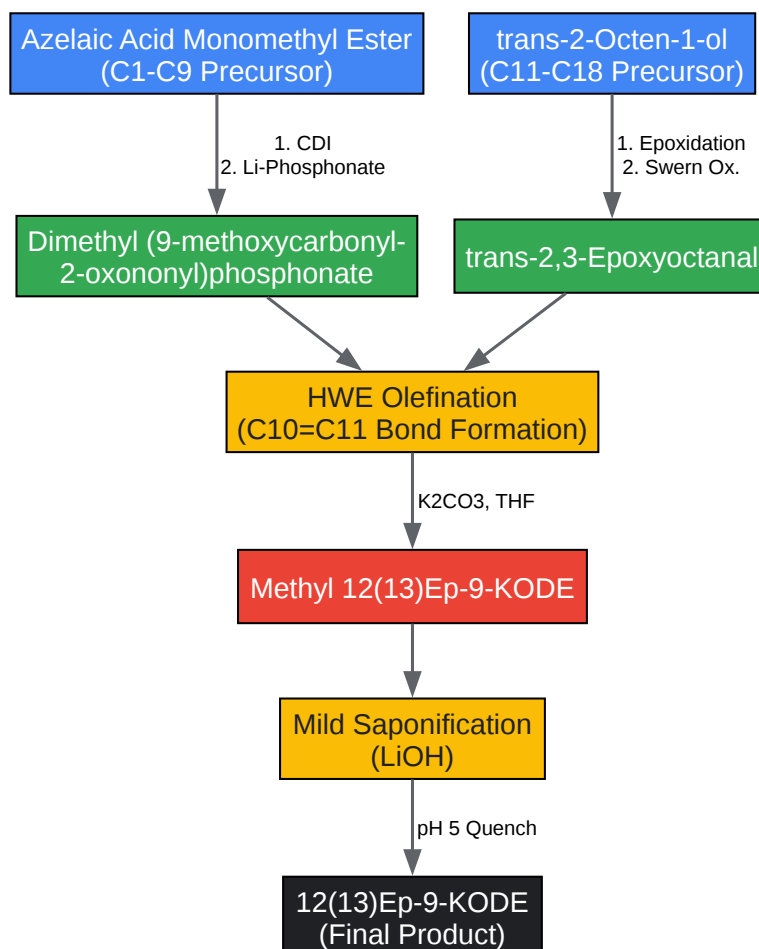 Azelaic Acid Monomethyl Ester
(C1-C9 Precursor)
trans-2-Octen-1-ol
(C11-C18 Precursor)
1. CDI
2. Li-Phosphonate
1. Epoxidation
2. Swern Ox.
Dimethyl (9-methoxycarbonyl-
2-oxononyl)phosphonate
trans-2,3-Epoxyoctanal
HWE Olefination
(C10=C11 Bond Formation)
K2CO3, THF
Methyl 12(13)Ep-9-KODE
Mild Saponification
(LiOH)
pH 5 Quench
12(13)Ep-9-KODE
(Final Product)